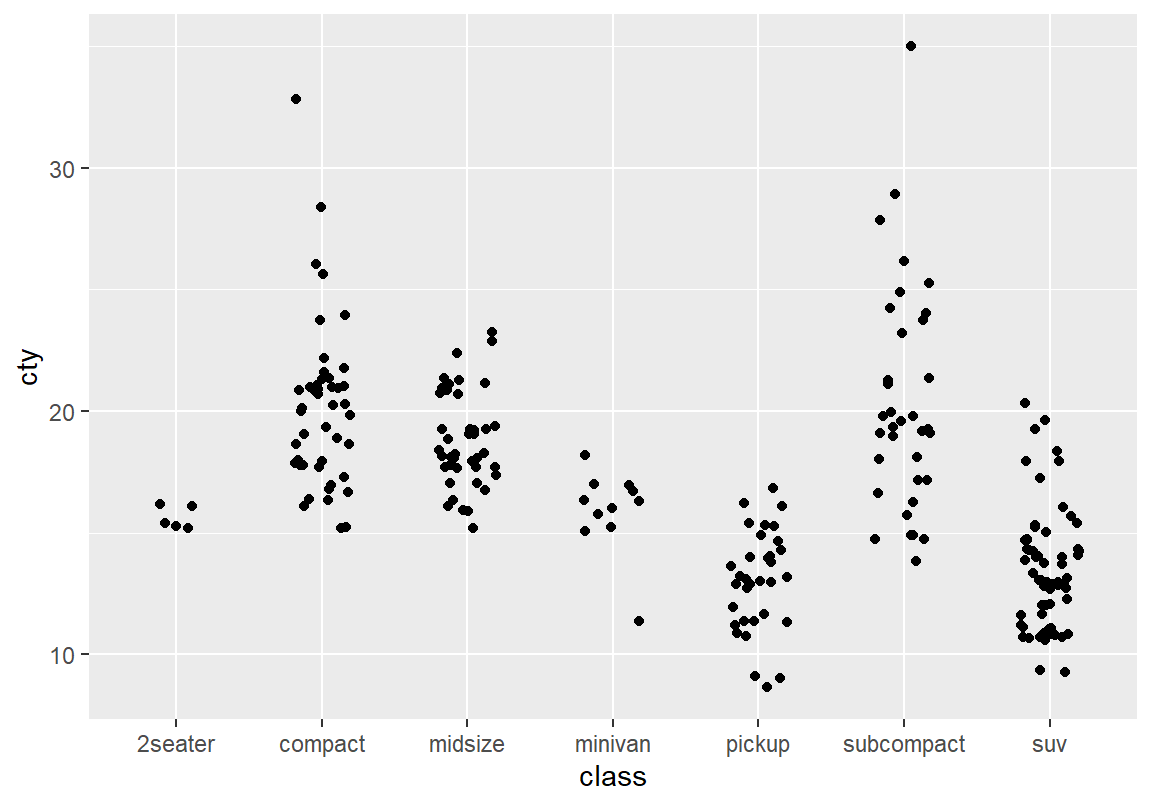 30
20
10
cty
2seater compact midsize minivan pickup subcompact suv
class